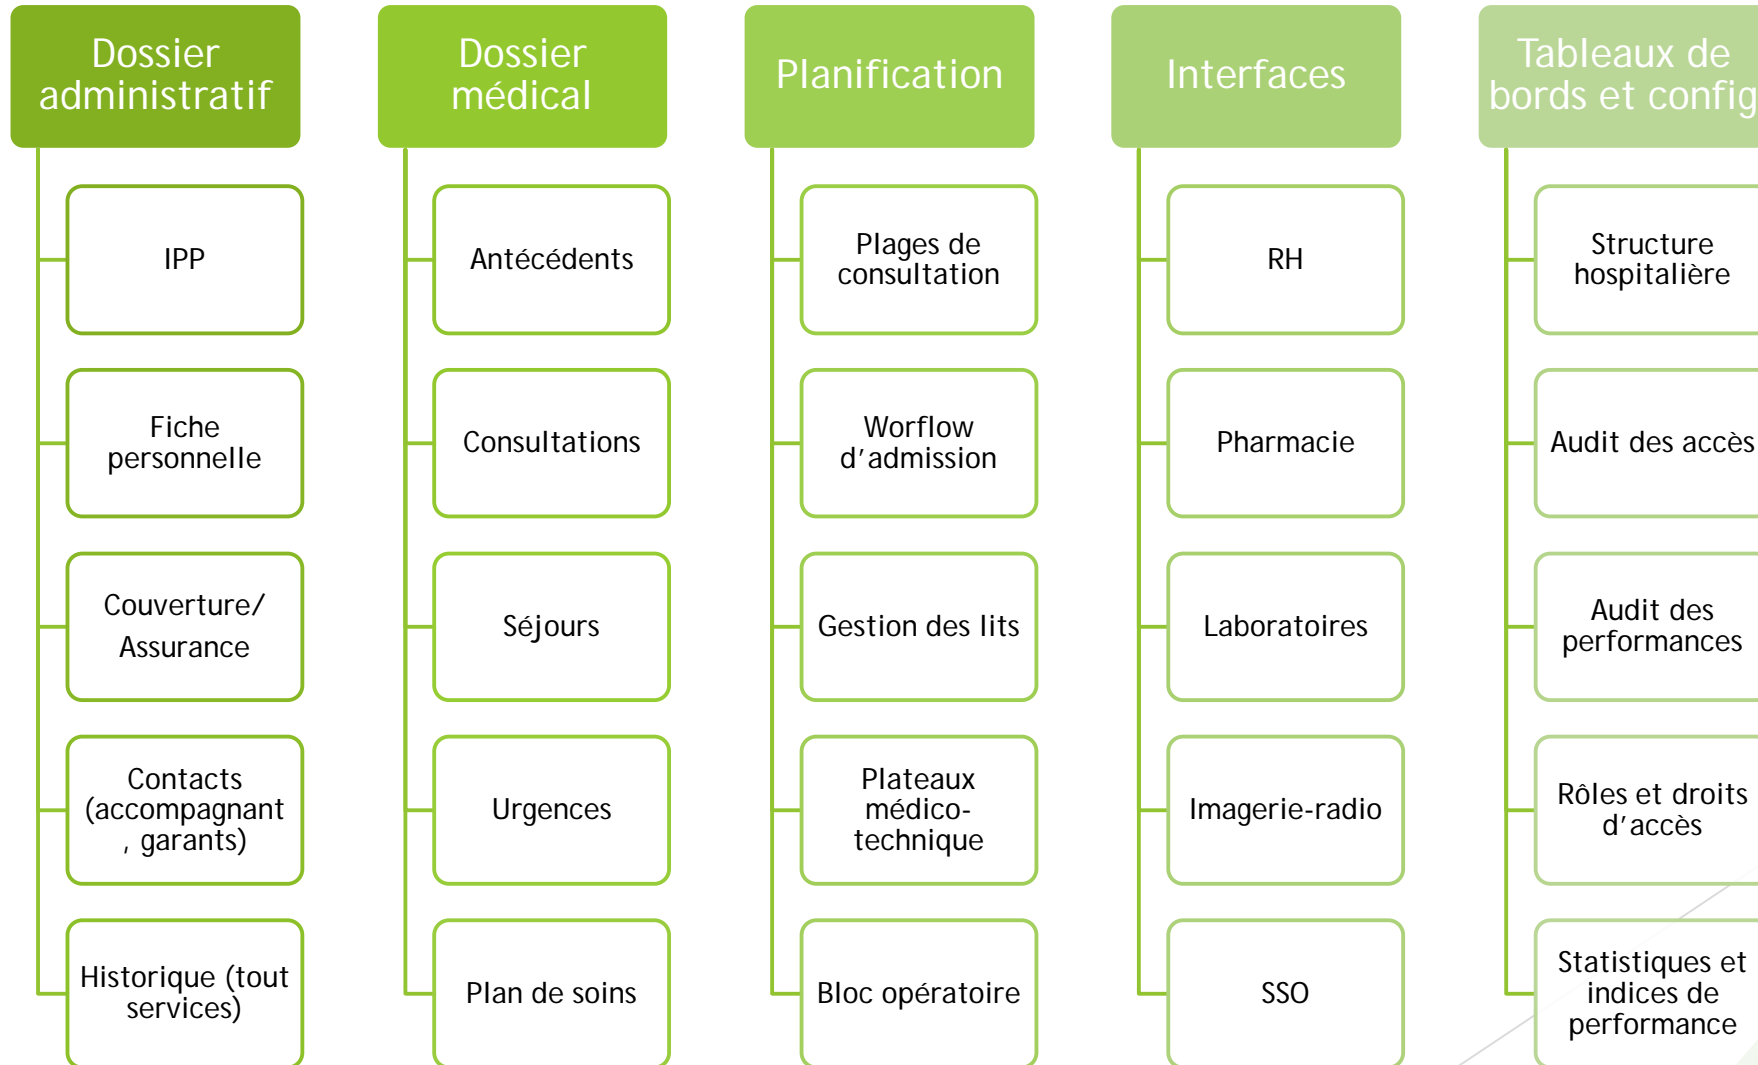 Dossier
administratif
IPP
Fiche
personnelle
Couverture/
Assurance
Contacts
(accompagnant
, garants)
Historique (tout
services)
Dossier
médical
Antécédents
Consultations
Séjours
Urgences
Plan de soins
Planification
Plages de
consultation
Worflow
d’admission
Gestion des lits
Plateaux
médico-
technique
Bloc opératoire
Interfaces
RH
Pharmacie
Laboratoires
Imagerie-radio
SSO
Tableaux de
bords et config
Structure
hospitalière
Audit des accès
Audit des
performances
Rôles et droits
d’accès
Statistiques et
indices de
performance